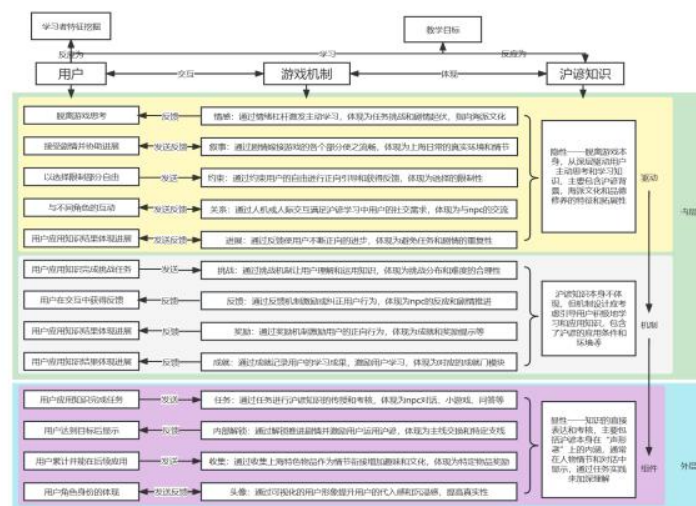 学习者特征挖掘
教学目标
反应为
学习
反应为
用户
交互
游戏机制
体现
沪谚知识
脱离游戏思考
反馈
情感：通过情绪杠杆激发主动学习，体现为任务挑战和剧情起伏，指向海派文化
接受剧情并协助进展
发送反馈
叙事：通过剧情编接游戏的各个部分使之流畅，体现为上海日常的真实环境和情节
以选择限制部分自由
发送
约束：通过约束用户的自由进行正向引导和获得反馈，体现为选择的限制性
与不同角色的互动
发送反馈
关系：通过人机或人际交互满足沪谚学习中用户的社交需求，体现为与npc的交流
用户应用知识结果体现进展
发送反馈
进展：通过反馈使用户不断正向的进步，体现为避免任务和剧情的重复性
隐性——脱离游戏本
身，从深层驱动用户
主动思考和学习知
识，主要包含沪谚背
景、海派文化和品德
修养的特征和拓展性
驱动
内层
用户应用知识完成挑战任务
发送
挑战：通过挑战机制让用户理解和运用知识，体现为挑战分布和难度的合理性
用户在交互中获得反馈
反馈
反馈：通过反馈机制激励或纠正用户行为，体现为npc的反应和剧情推进
用户应用知识结果体现进展
反馈
奖励：通过奖励机制激励用户的正向行为，体现为成就和奖励提示等
用户应用知识结果体现进展
反馈
成就：通过成就记录用户的学习成果，激励用户学习，体现为对应的成就门模块
沪谚知识本身不体
现，但机制设计应考
虑引导用户积极地学
习和应用知识，包含
了沪谚的应用条件和
环境等
机制
用户应用知识完成任务
发送
任务：通过任务进行沪谚知识的传授和考核，体现为npc对话、小游戏、问答等
用户达到目标后显示
反馈
内部解锁：通过解锁推进剧情并激励用户运用沪谚，体现为主线交换和特定支线
用户累计并能在后续应用
发送
收集：通过收集上海特色物品作为情节衔接增加趣味和文化，体现为特定物品奖励
用户角色身份的体现
发送反馈
头像：通过可视化的用户形象提升用户的代入感和沉浸感，提高真实性
显性——知识的直接
表达和考核，主要包
括沪谚本身在“声形
意”上的内涵，通常
在人物情节和对话中
显示，通过任务实践
来加深理解
组件
外层